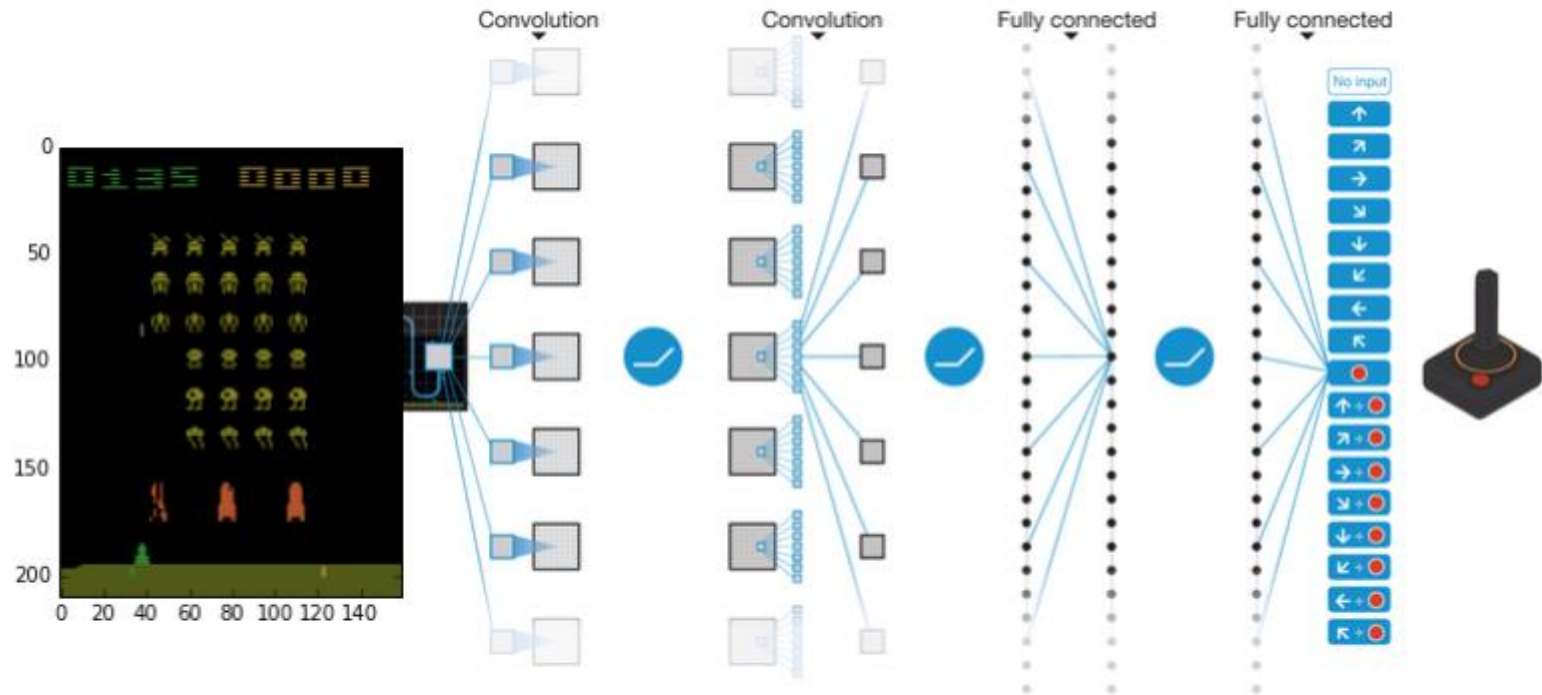 Convolution
Convolution
Fully connected
Fully connected
No input
0
50
100
150
200
0135 0000
0 20 40 60 80 100 120 140